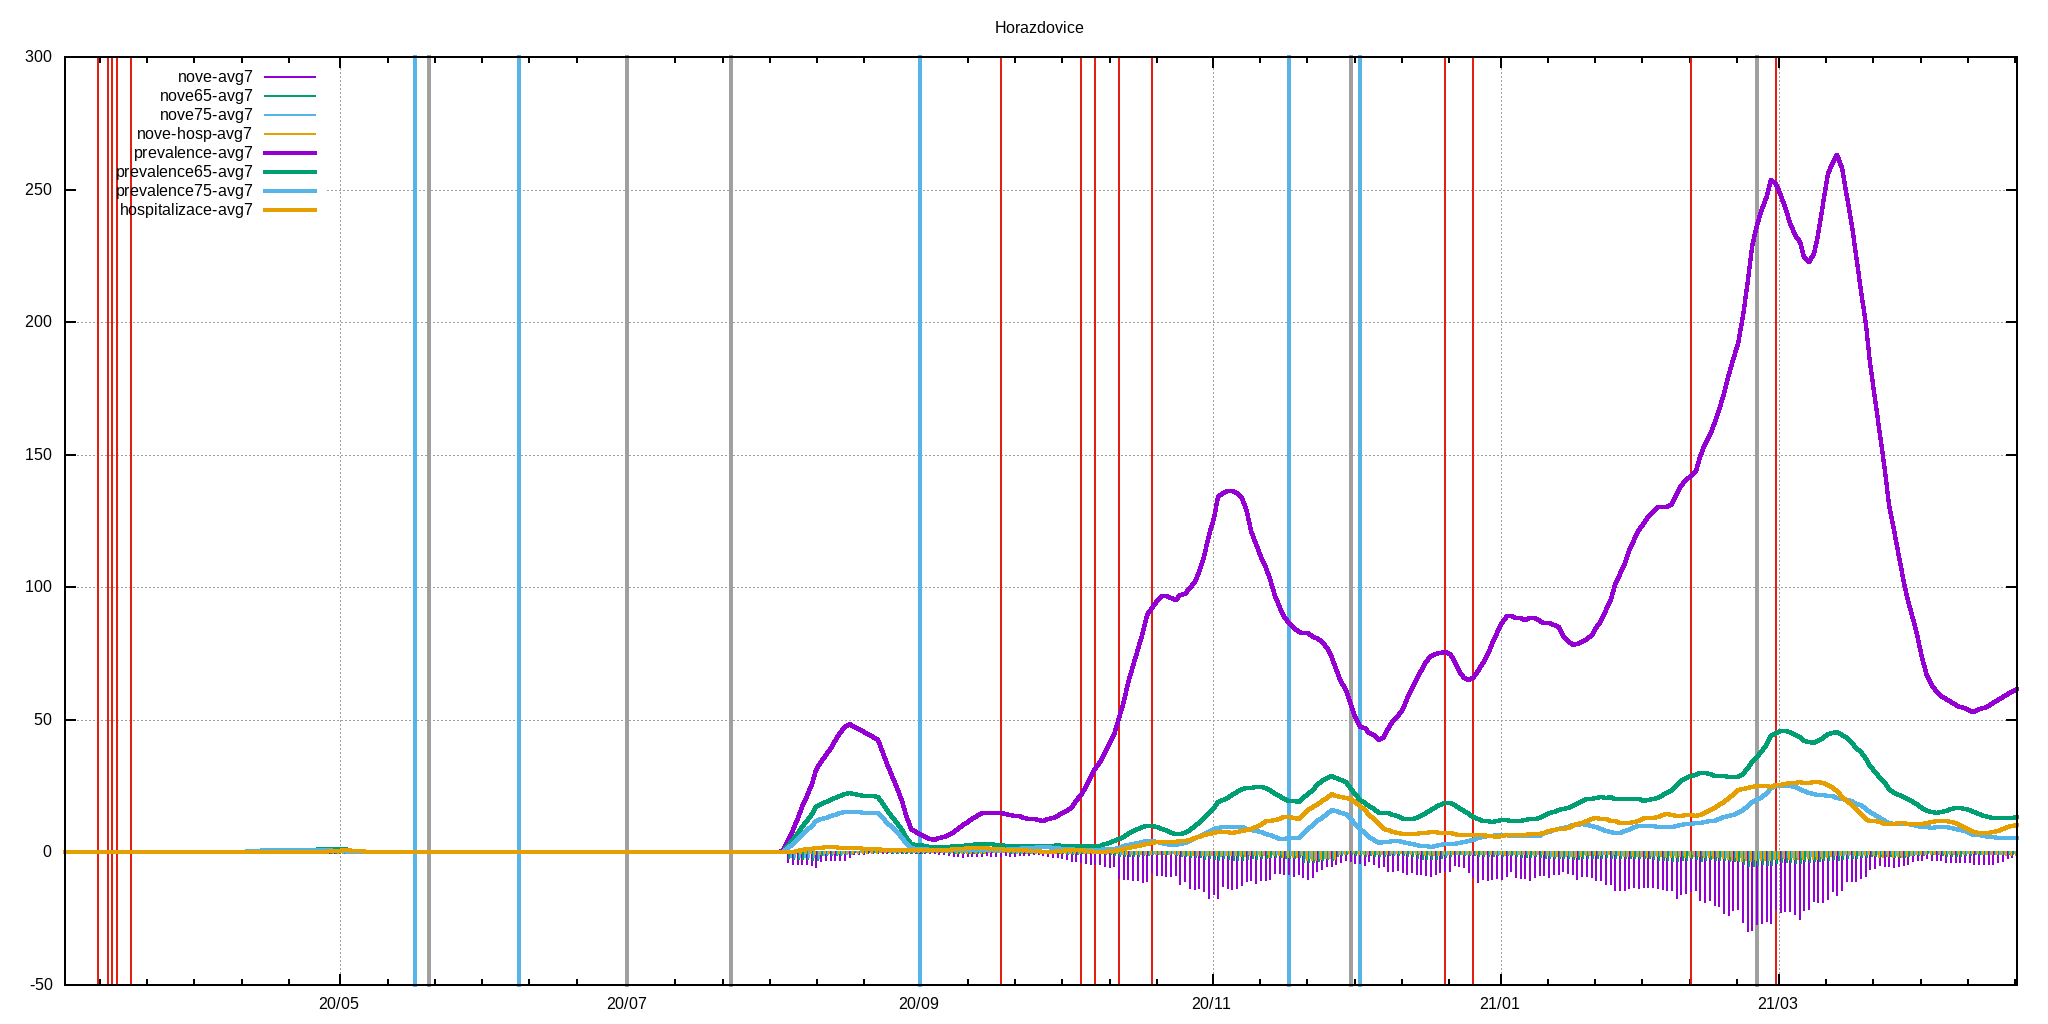 Horazdovice
300
250
200
150
100
50
0
-50
nove-avg7
nove65-avg7
nove75-avg7
nove-hosp-avg7
prevalence-avg7
prevalence65-avg7
prevalence75-avg7
hospitalizace-avg7
20/05
20/07
20/09
20/11
21/01
21/03